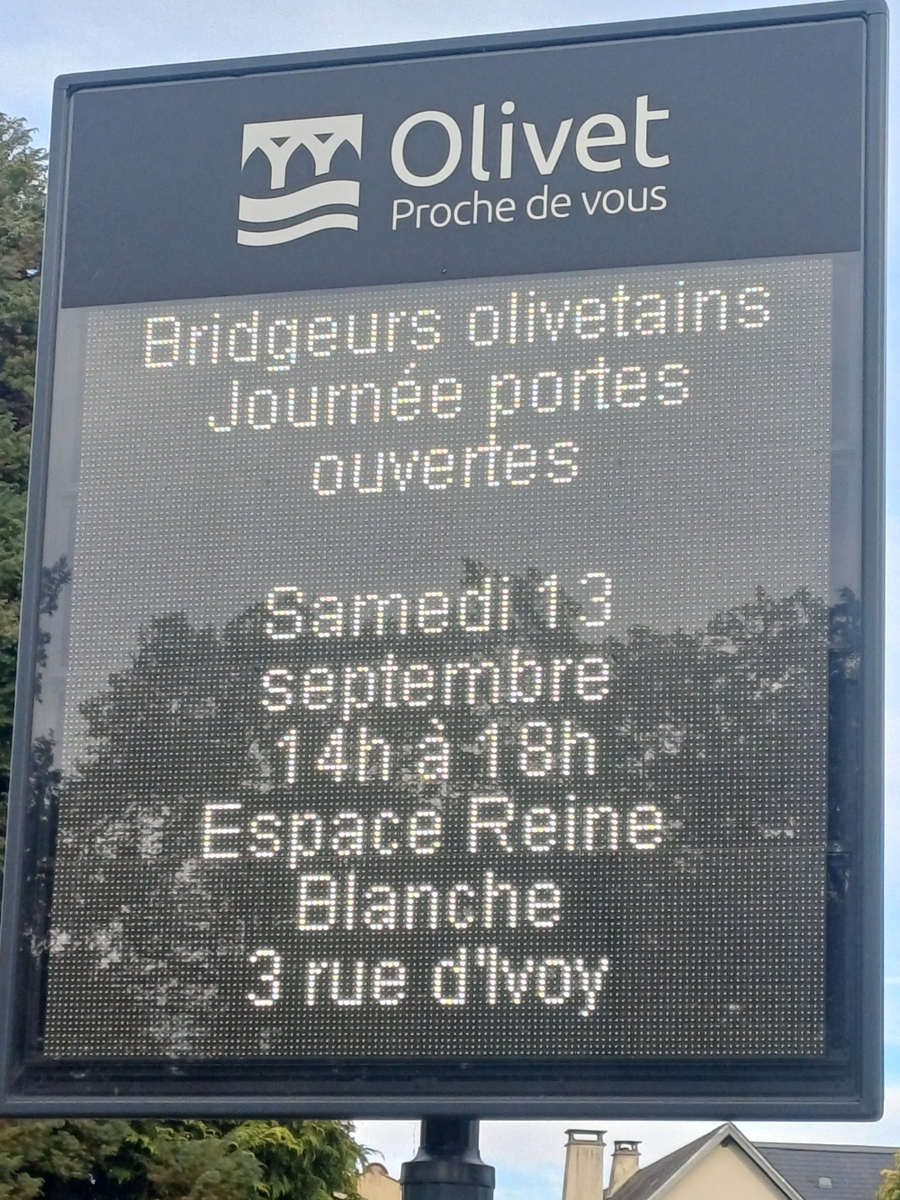 Olivet
Proche de vous
Bridgeurs olivetains
Journée portes
ouvertes
Samedi 13
septembre
14h à 18h
Espace Reine
Blanche
3 rue d'Ivoy